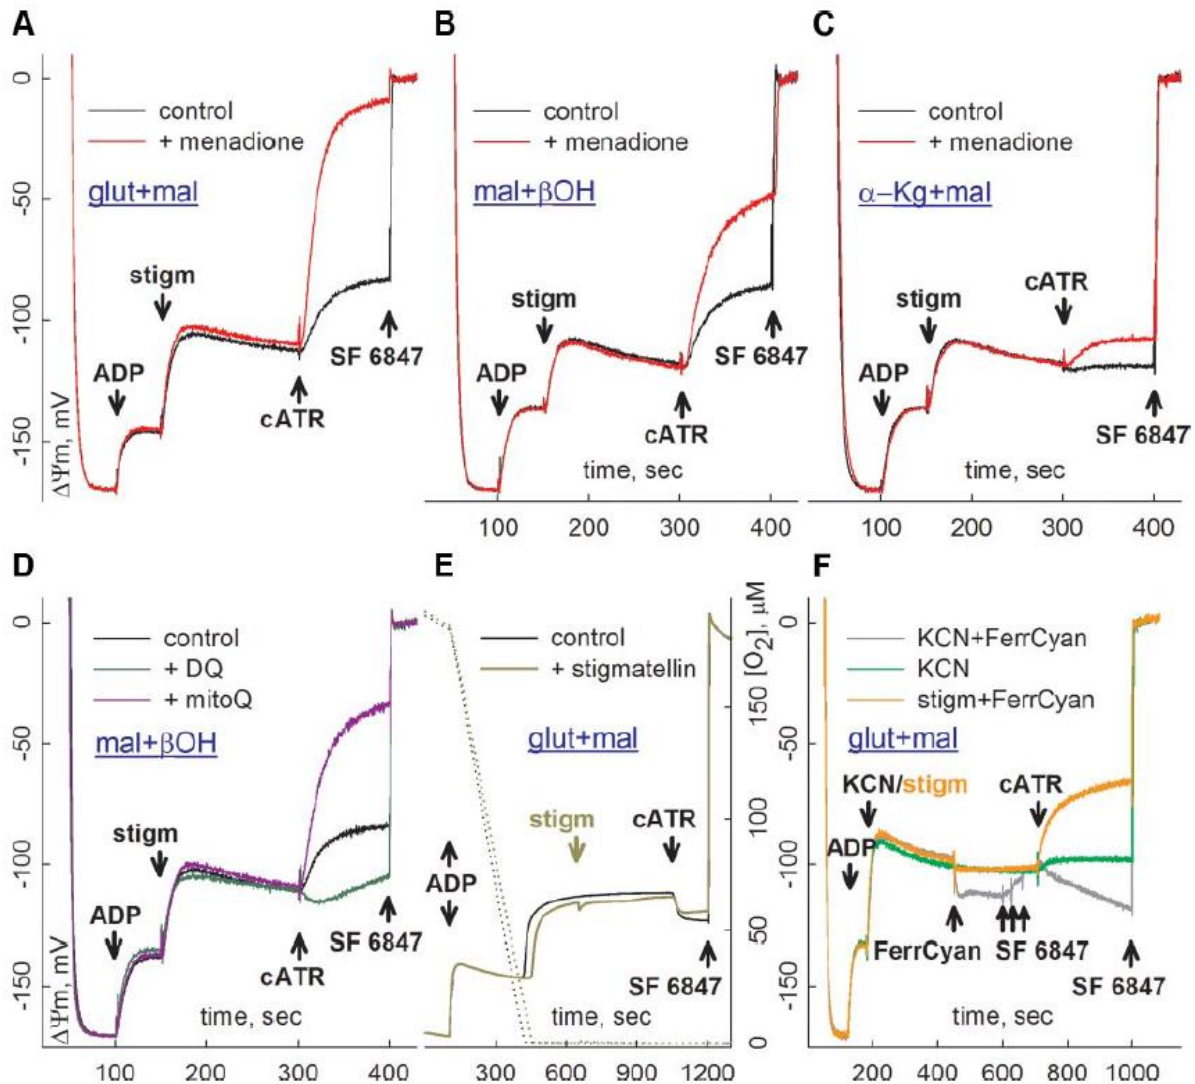 A
0
-50
-100
-150
ΔΨm, mV
control
+ menadione
glut+mal
stigm
ADP
cATR
SF 6847
B
control
+ menadione
mal+βOH
stigm
ADP
cATR
SF 6847
time, sec
100 200 300 400
C
control
+ menadione
α–Kg+mal
stigm
cATR
ADP
SF 6847
time, sec
100 200 300 400
D
0
-50
-100
-150
ΔΨm, mV
control
+ DQ
+ mitoQ
mal+βOH
stigm
ADP
cATR
SF 6847
time, sec
100 200 300 400
E
control
+ stigmatellin
glut+mal
stigm
cATR
ADP
SF 6847
time, sec
300 600 900 1200
[O2], μM
150
100
50
0
F
0
-50
-100
-150
KCN+FerrCyan
KCN
stigm+FerrCyan
glut+mal
KCN/stigm
cATR
ADP
FerrCyan
SF 6847
SF 6847
time, sec
200 400 600 800 1000